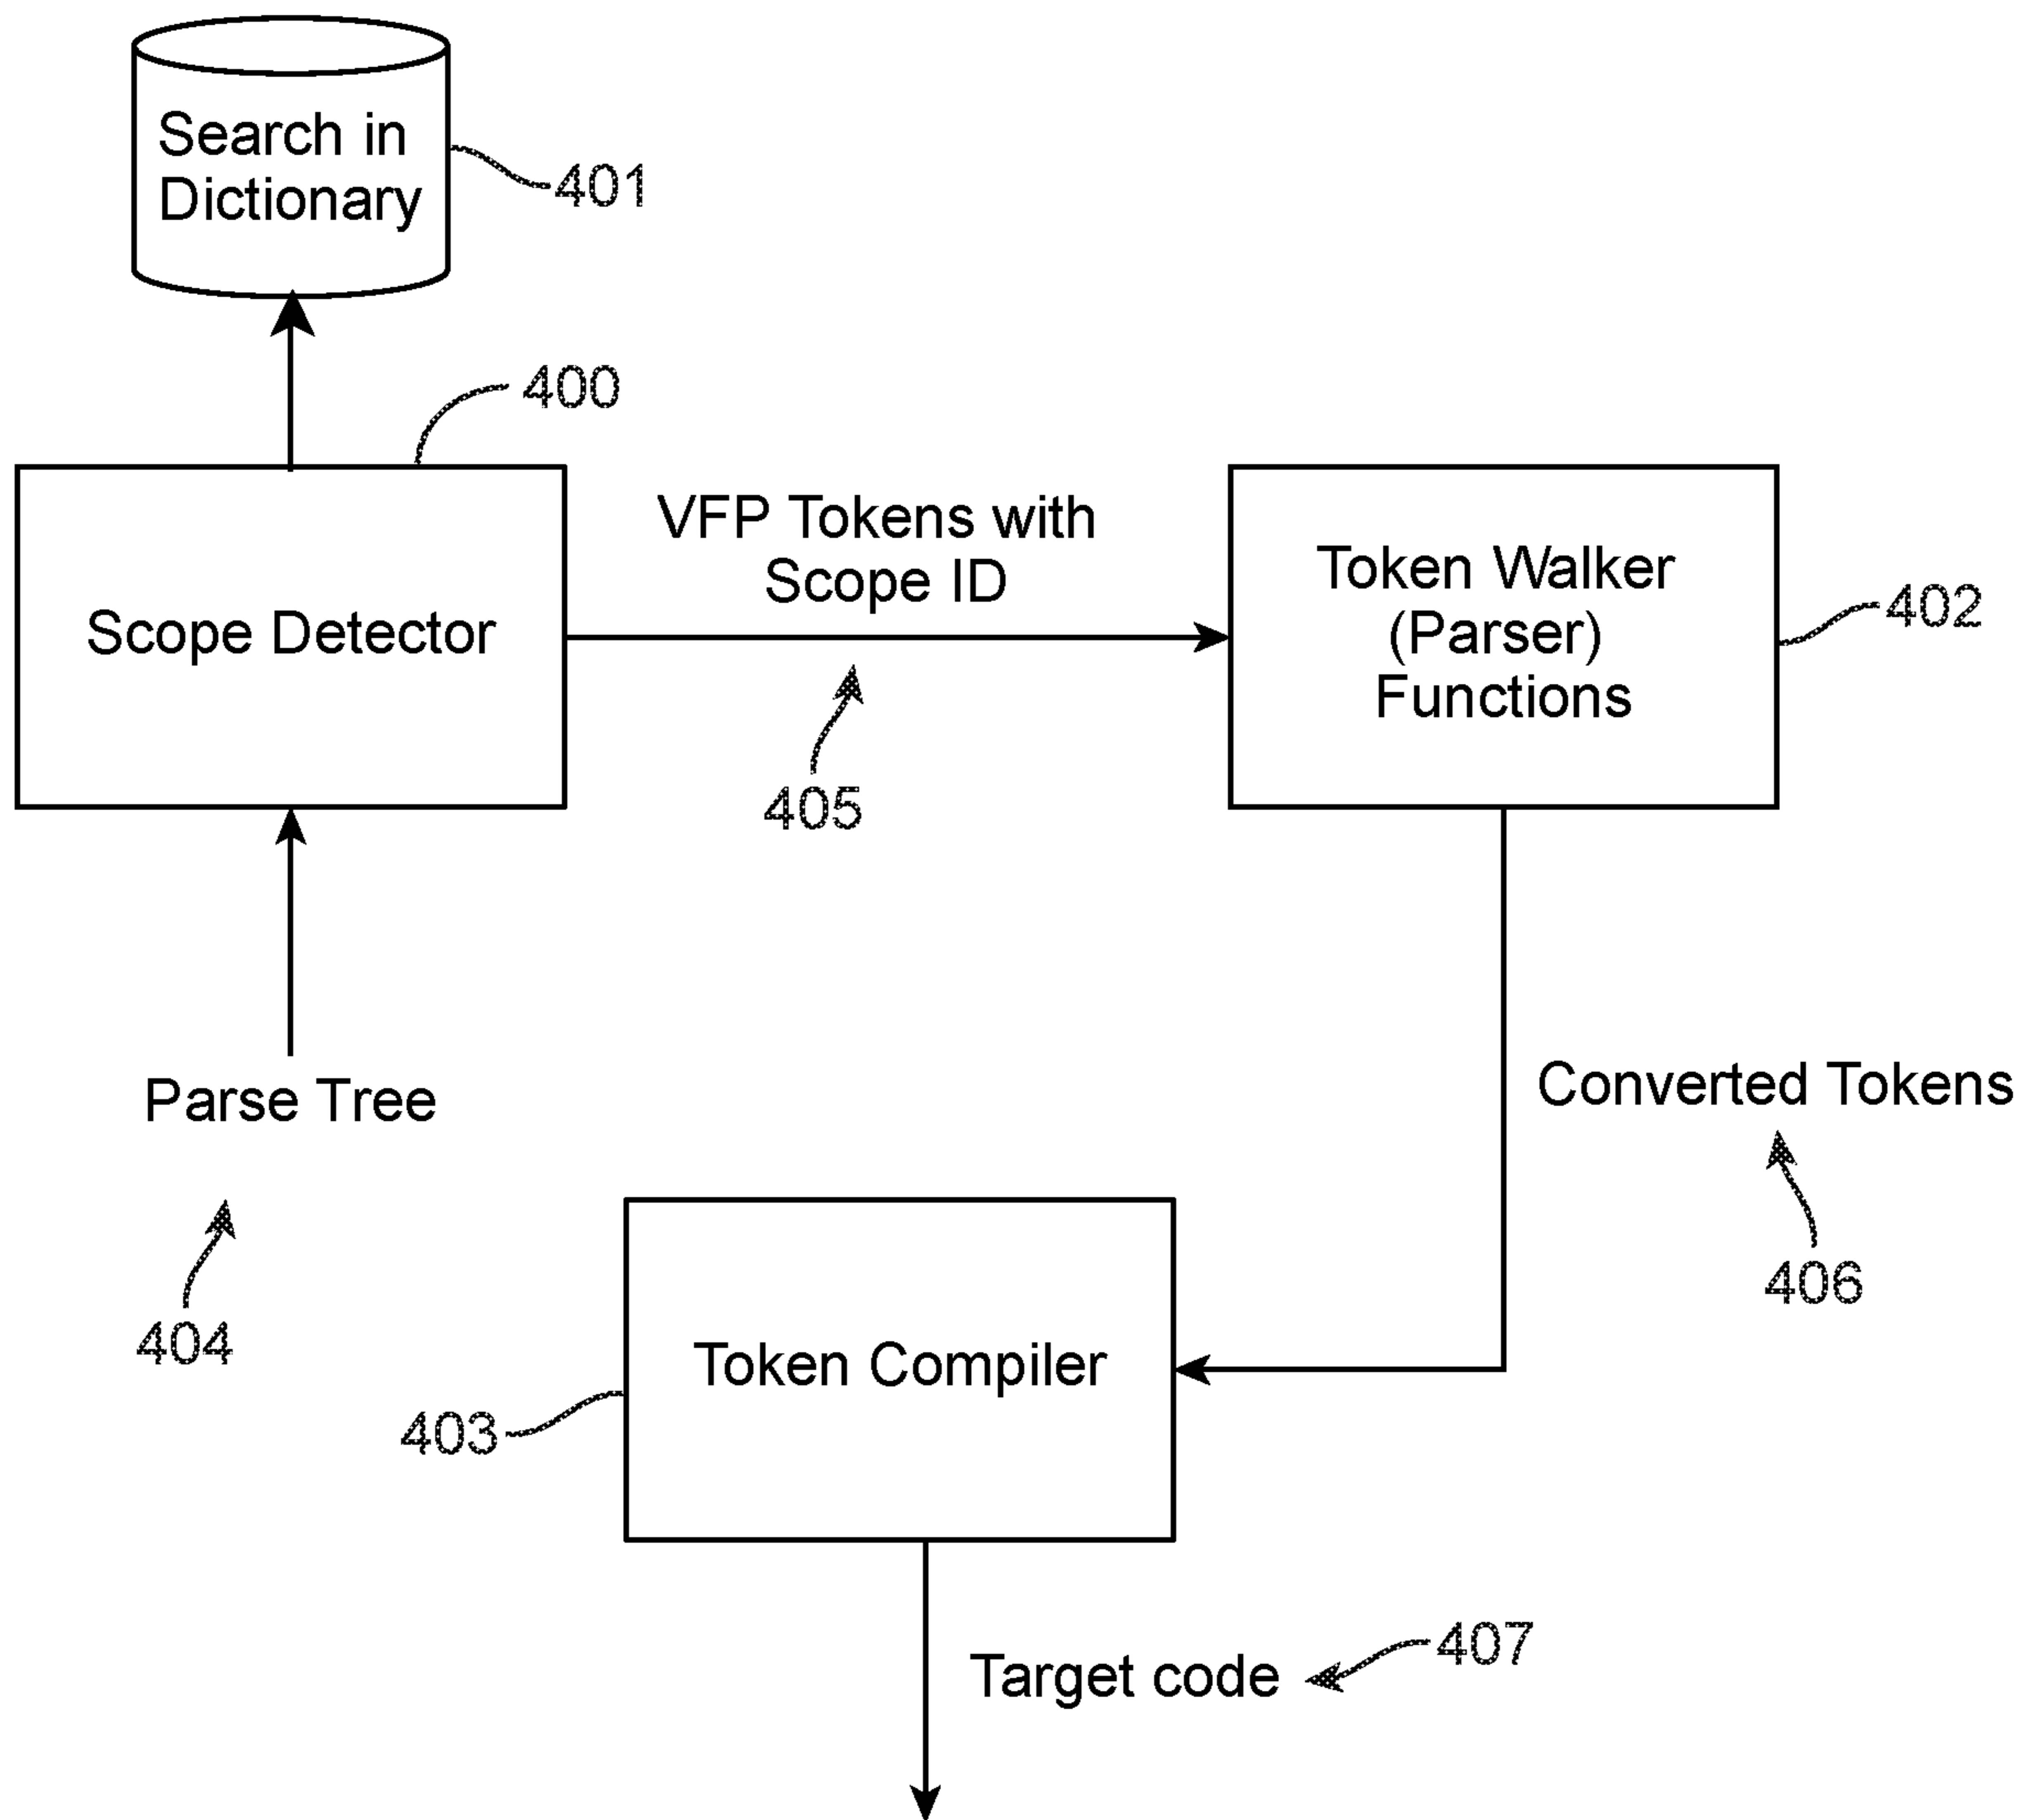 Search in
Dictionary
401
400
Scope Detector
VFP Tokens with
Scope ID
405
Token Walker
(Parser)
Functions
402
Parse Tree
404
Converted Tokens
406
Token Compiler
403
Target code
407